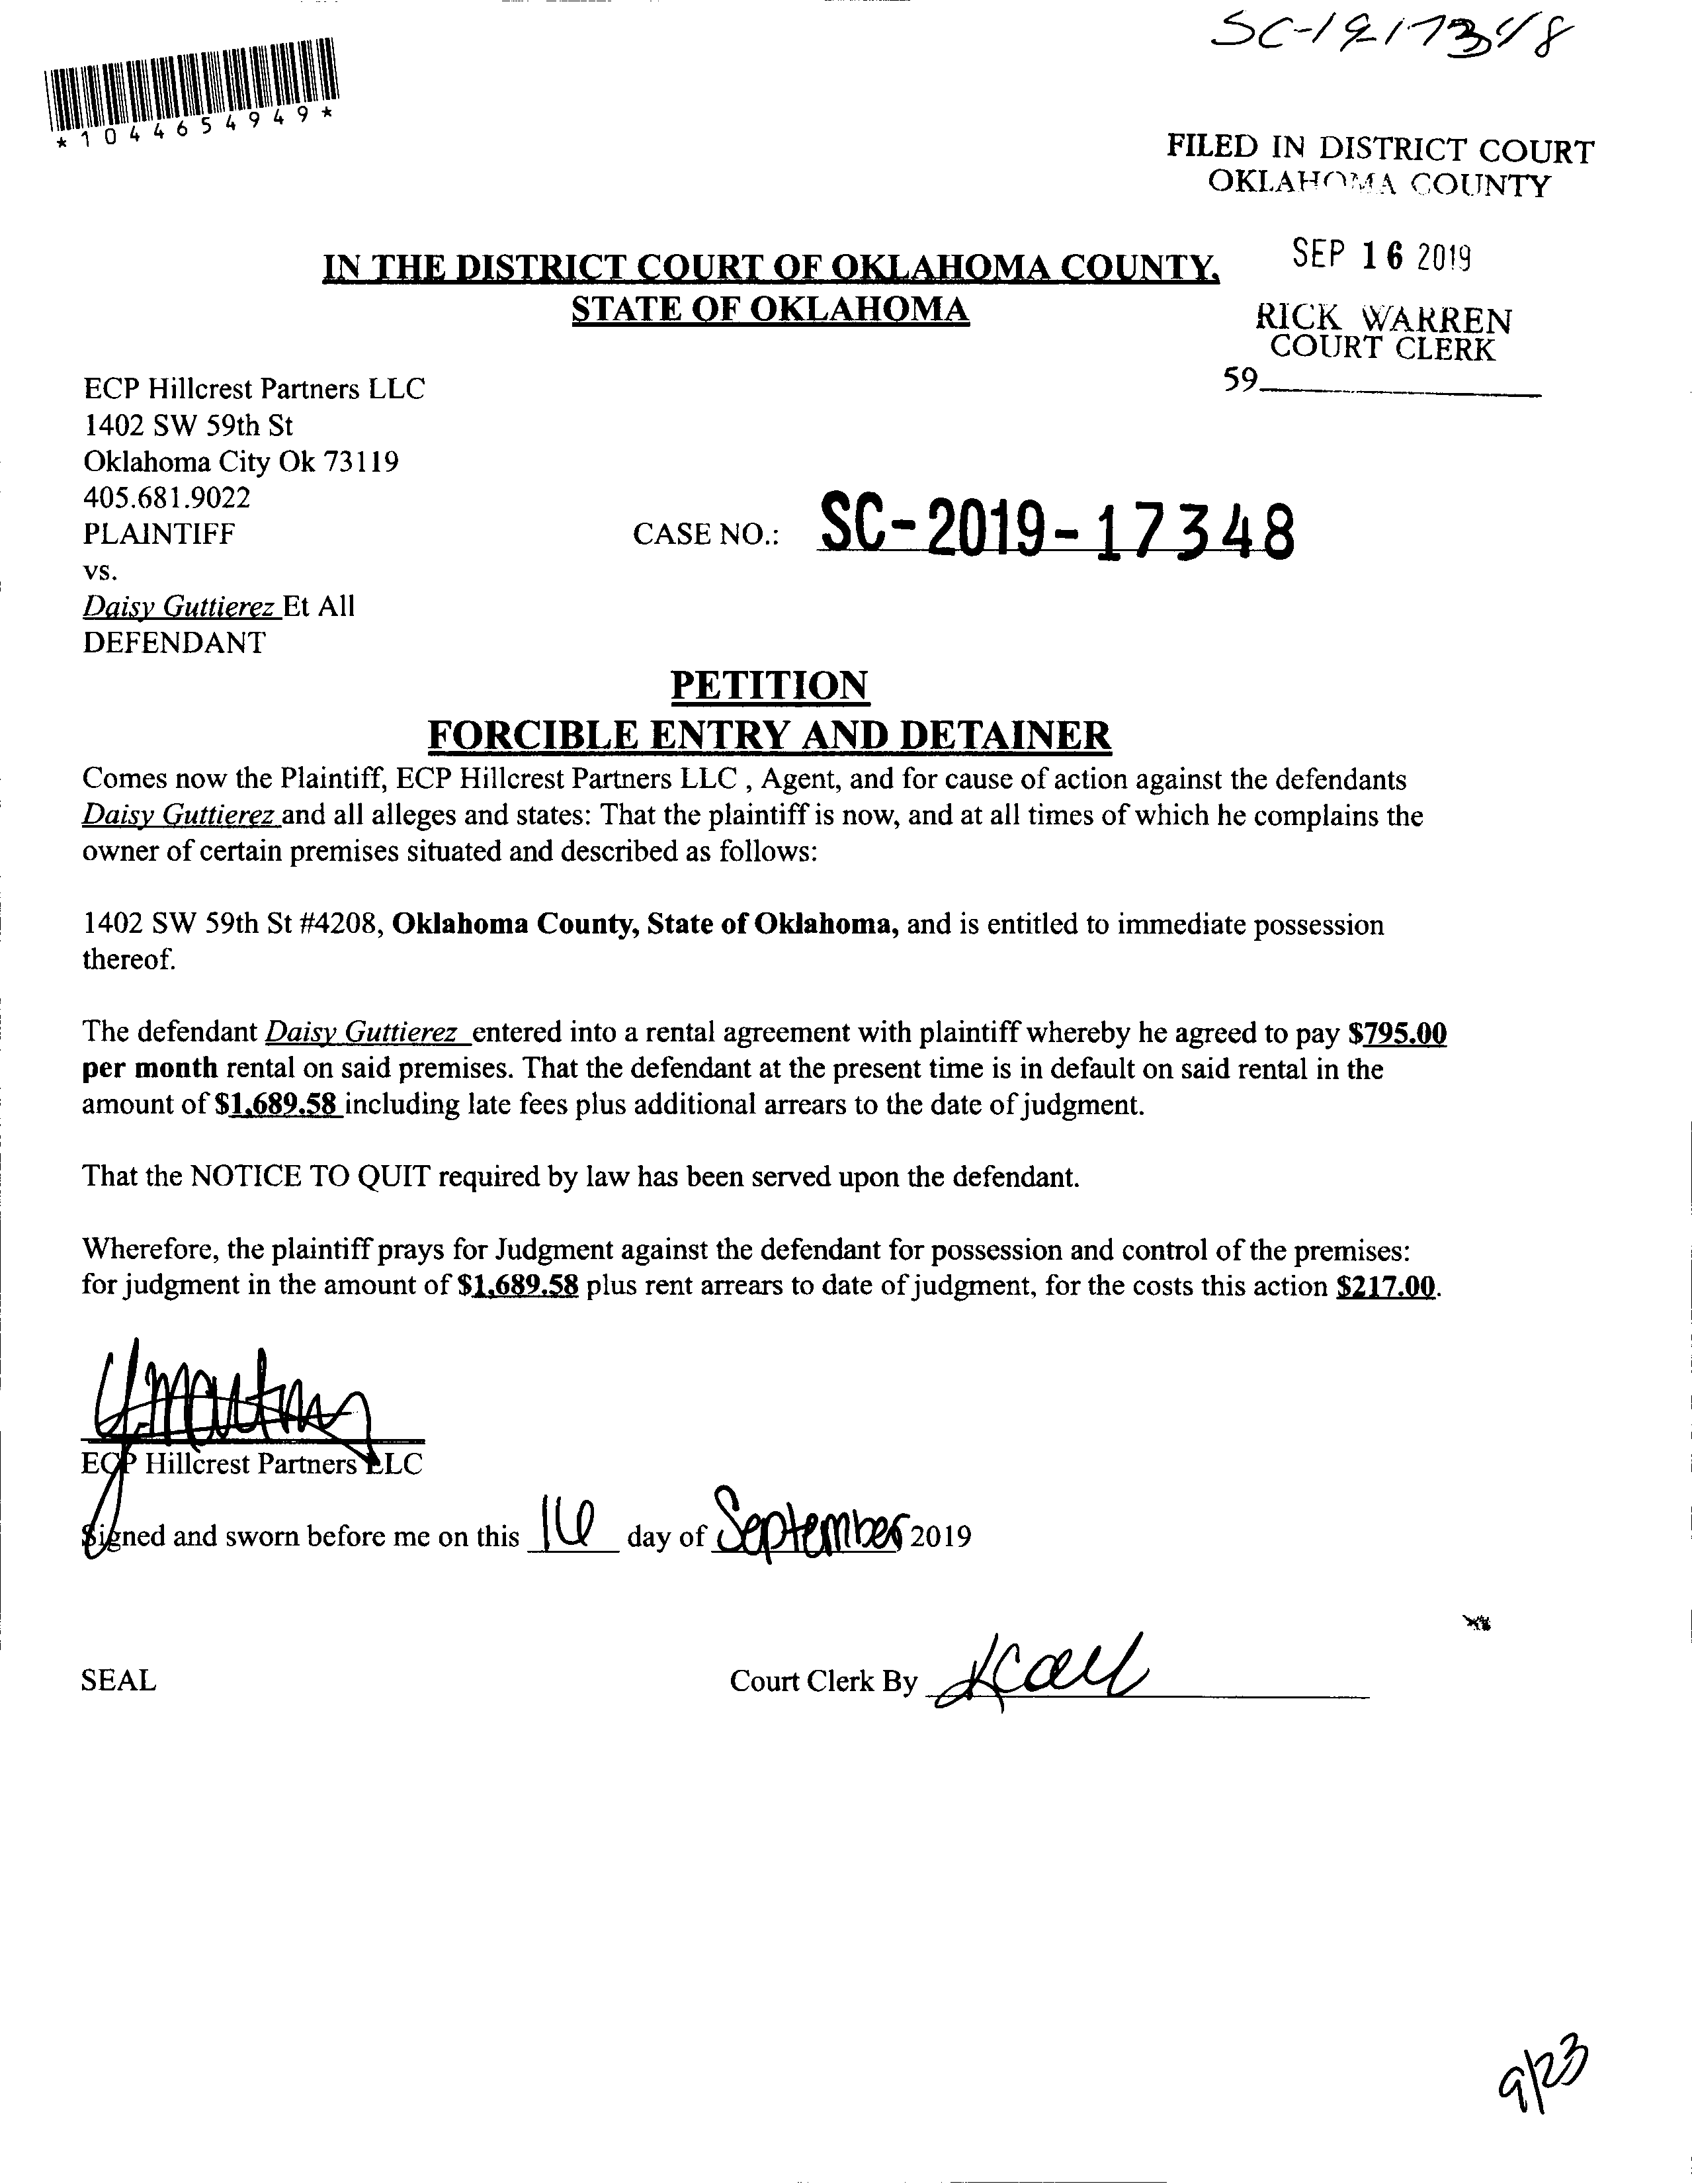 SC-19-17348
*1044654949*
FILED IN DISTRICT COURT
OKLAHOMA COUNTY
SEP 16 2019
RICK WARREN
COURT CLERK
59
IN THE DISTRICT COURT OF OKLAHOMA COUNTY,
STATE OF OKLAHOMA
ECP Hillcrest Partners LLC
1402 SW 59th St
Oklahoma City Ok 73119
405.681.9022
PLAINTIFF
CASE NO.: SC-2019-17348
vs.
Daisy Guttierez Et All
DEFENDANT
PETITION
FORCIBLE ENTRY AND DETAINER
Comes now the Plaintiff, ECP Hillcrest Partners LLC , Agent, and for cause of action against the defendants
Daisy Guttierez and all alleges and states: That the plaintiff is now, and at all times of which he complains the
owner of certain premises situated and described as follows:
1402 SW 59th St #4208, Oklahoma County, State of Oklahoma, and is entitled to immediate possession
thereof.
The defendant Daisy Guttierez entered into a rental agreement with plaintiff whereby he agreed to pay $795.00
per month rental on said premises. That the defendant at the present time is in default on said rental in the
amount of $1,689.58 including late fees plus additional arrears to the date of judgment.
That the NOTICE TO QUIT required by law has been served upon the defendant.
Wherefore, the plaintiff prays for Judgment against the defendant for possession and control of the premises:
for judgment in the amount of $1,689.58 plus rent arrears to date of judgment, for the costs this action $217.00.
ECP Hillcrest Partners LLC
Signed and sworn before me on this 16 day of September 2019
SEAL
Court Clerk By
9/23